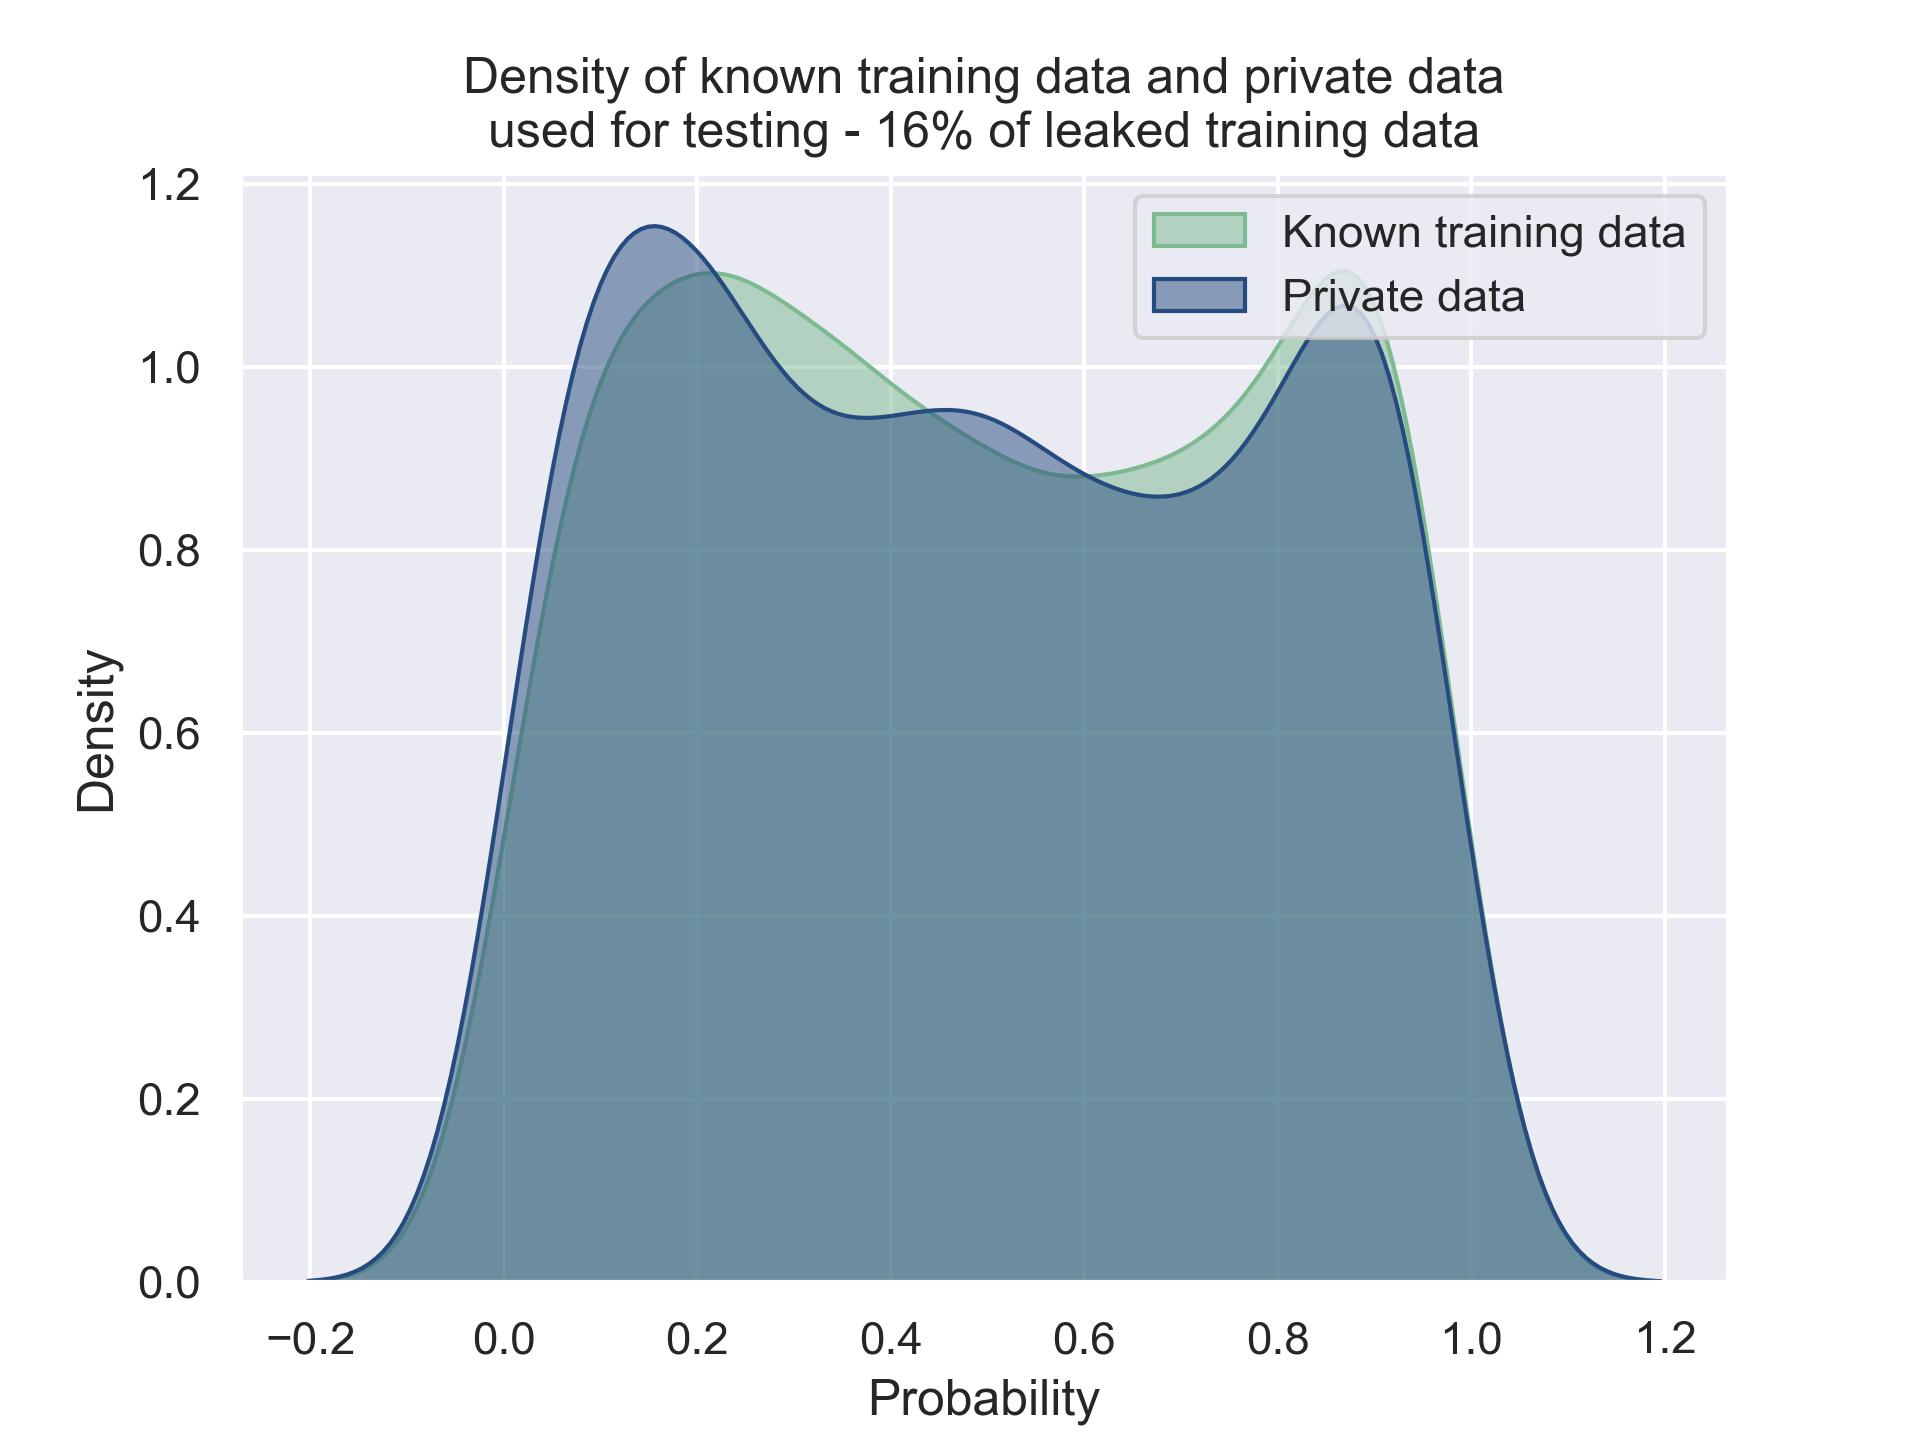 Density of known training data and private data
used for testing - 16% of leaked training data
Known training data
Private data
Density
1.2
1.0
0.8
0.6
0.4
0.2
0.0
−0.2 0.0 0.2 0.4 0.6 0.8 1.0 1.2
Probability